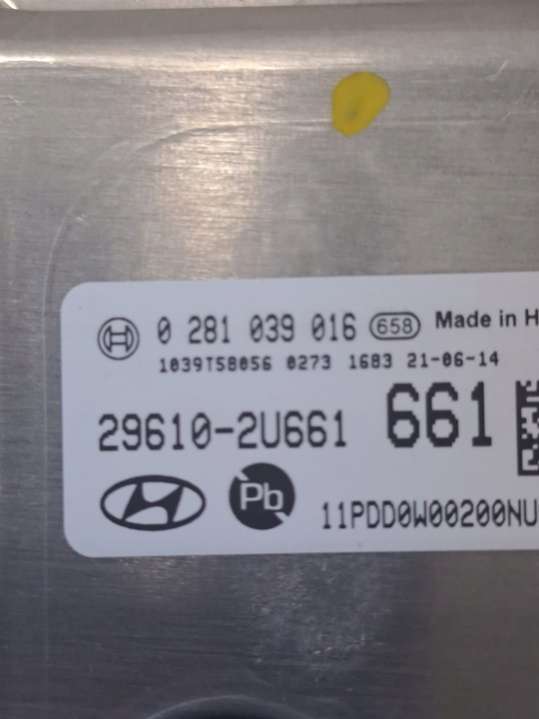 0 281 039 016 658 Made in H
1039T58056 0273 1683 21-06-14
29610-2U661 661
Pb
11PDD0W00200NU